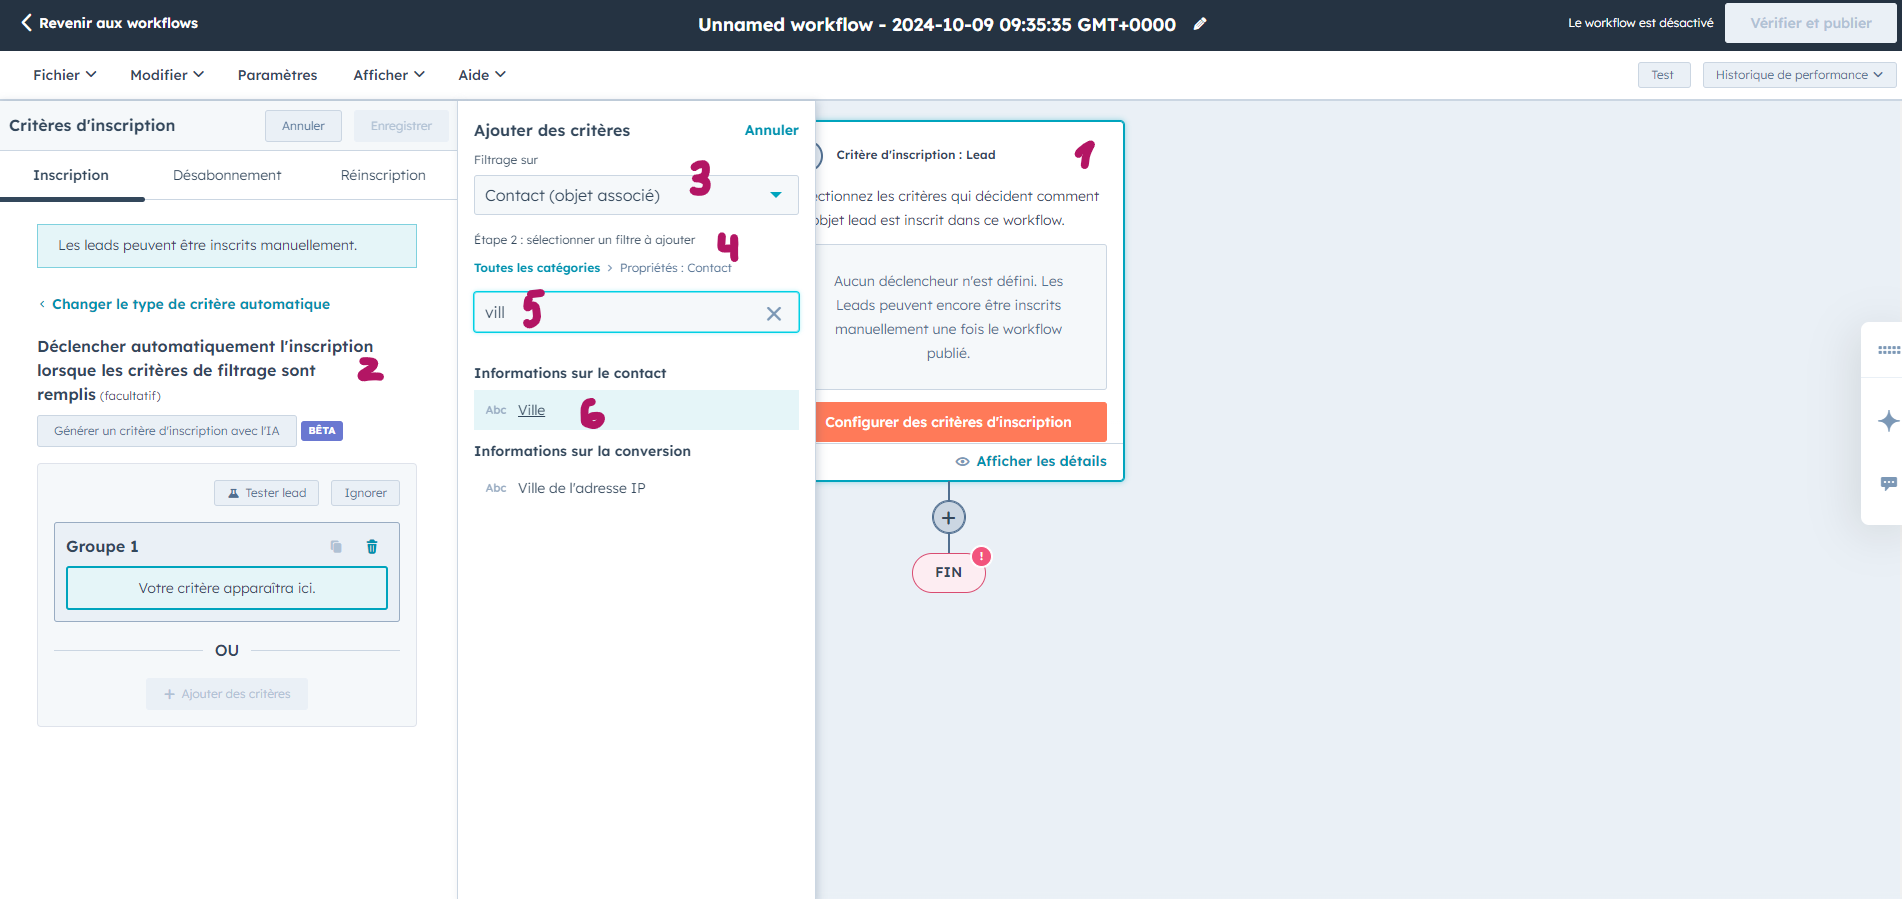 Revenir aux workflows
Unnamed workflow - 2024-10-09 09:35:35 GMT+0000
Le workflow est désactivé
Vérifier et publier
Fichier
Modifier
Paramètres
Afficher
Aide
Test
Historique de performance
Critères d'inscription
Annuler
Enregistrer
Inscription
Désabonnement
Réinscription
Les leads peuvent être inscrits manuellement.
Changer le type de critère automatique
Déclencher automatiquement l'inscription
lorsque les critères de filtrage sont
remplis (facultatif)
2
Générer un critère d'inscription avec l'IA
BÊTA
Tester lead
Ignorer
Groupe 1
Votre critère apparaîtra ici.
OU
+ Ajouter des critères
Ajouter des critères
Annuler
Filtrage sur
3
Contact (objet associé)
Étape 2 : sélectionner un filtre à ajouter
4
Toutes les catégories > Propriétés : Contact
vill
5
Informations sur le contact
Abc Ville
6
Informations sur la conversion
Abc Ville de l'adresse IP
Critère d'inscription : Lead
1
ectionnez les critères qui décident comment
objet lead est inscrit dans ce workflow.
Aucun déclencheur n'est défini. Les
Leads peuvent encore être inscrits
manuellement une fois le workflow
publié.
Configurer des critères d'inscription
Afficher les détails
+
!
FIN